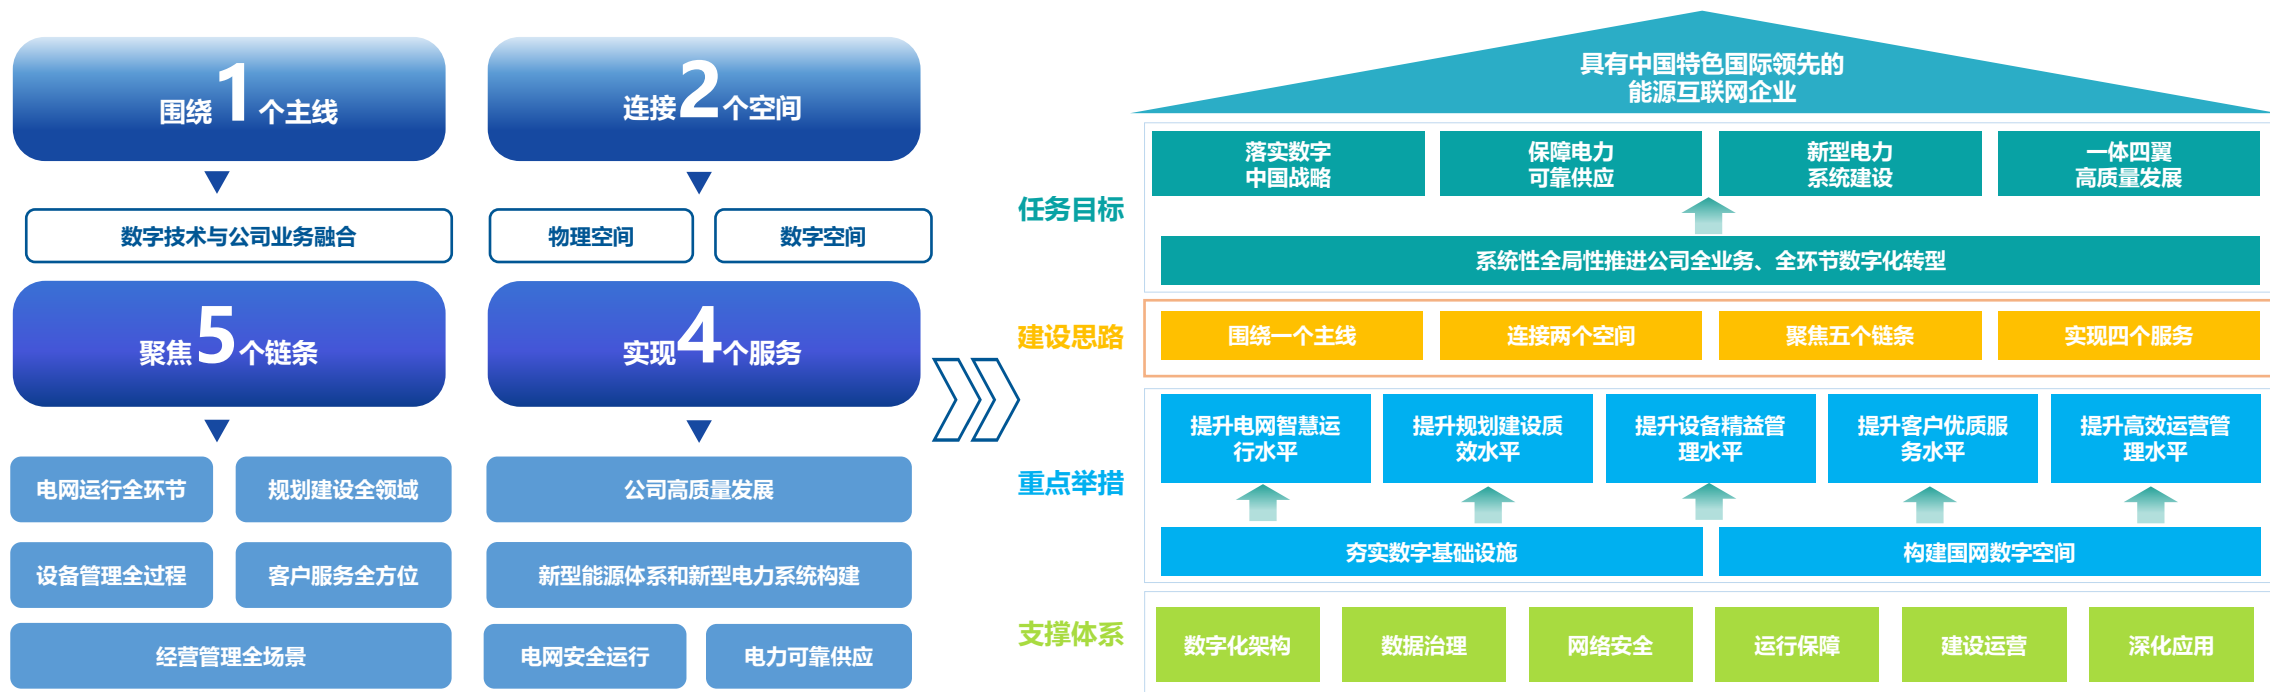 围绕1个主线
连接2个空间
数字技术与公司业务融合
物理空间
数字空间
聚焦5个链条
实现4个服务
电网运行全环节
规划建设全领域
设备管理全过程
客户服务全方位
经营管理全场景
公司高质量发展
新型能源体系和新型电力系统构建
电网安全运行
电力可靠供应
具有中国特色国际领先的
能源互联网企业
任务目标
落实数字
中国战略
保障电力
可靠供应
新型电力
系统建设
一体四翼
高质量发展
系统性全局性推进公司全业务、全环节数字化转型
建设思路
围绕一个主线
连接两个空间
聚焦五个链条
实现四个服务
重点举措
提升电网智慧运
行水平
提升规划建设质
效水平
提升设备精益管
理水平
提升客户优质服
务水平
提升高效运营管
理水平
夯实数字基础设施
构建国网数字空间
支撑体系
数字化架构
数据治理
网络安全
运行保障
建设运营
深化应用